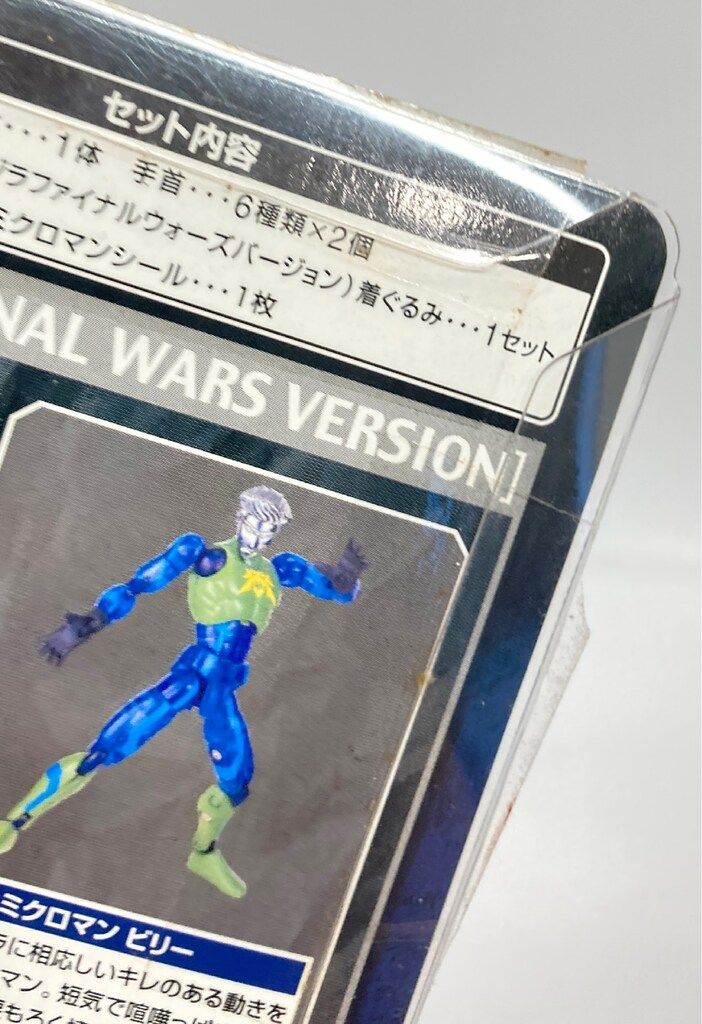 セット内容
…1体 手首…6種類×2個
ラファイナルウォーズバージョン)着ぐるみ…1セット
ミクロマンシール…1枚
NAL WARS VERSION]
ミクロマン ビリー
ラに相応しいキレのある動きを
マン。短気で喧嘩っぱ